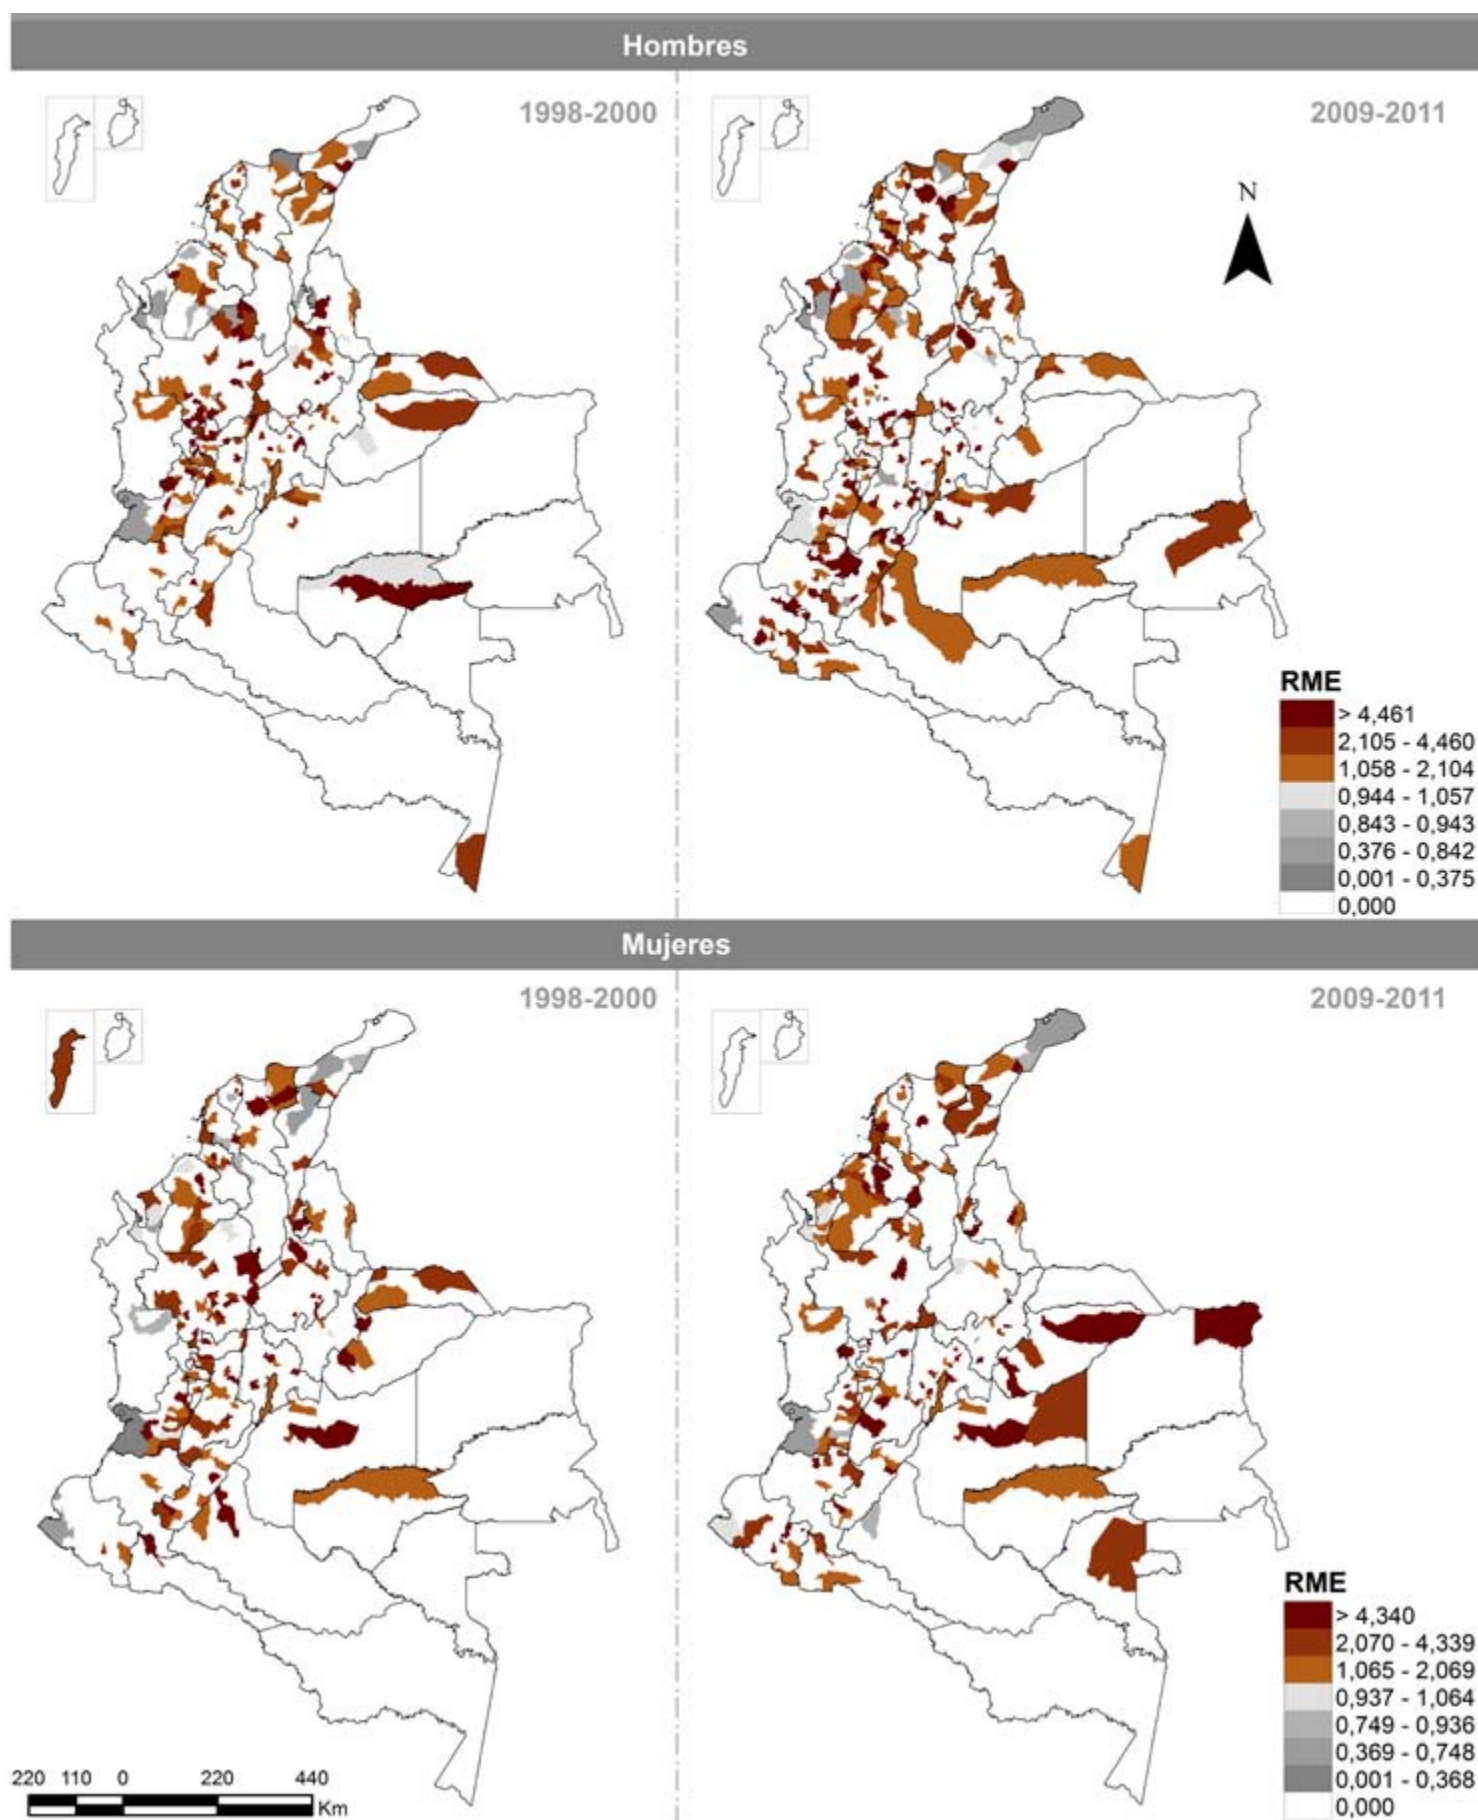 Hombres
1998-2000
2009-2011
N
RME
> 4,461
2,105 - 4,460
1,058 - 2,104
0,944 - 1,057
0,843 - 0,943
0,376 - 0,842
0,001 - 0,375
0,000
Mujeres
1998-2000
2009-2011
RME
> 4,340
2,070 - 4,339
1,065 - 2,069
0,937 - 1,064
0,749 - 0,936
0,369 - 0,748
0,001 - 0,368
0,000
220 110 0 220 440
Km